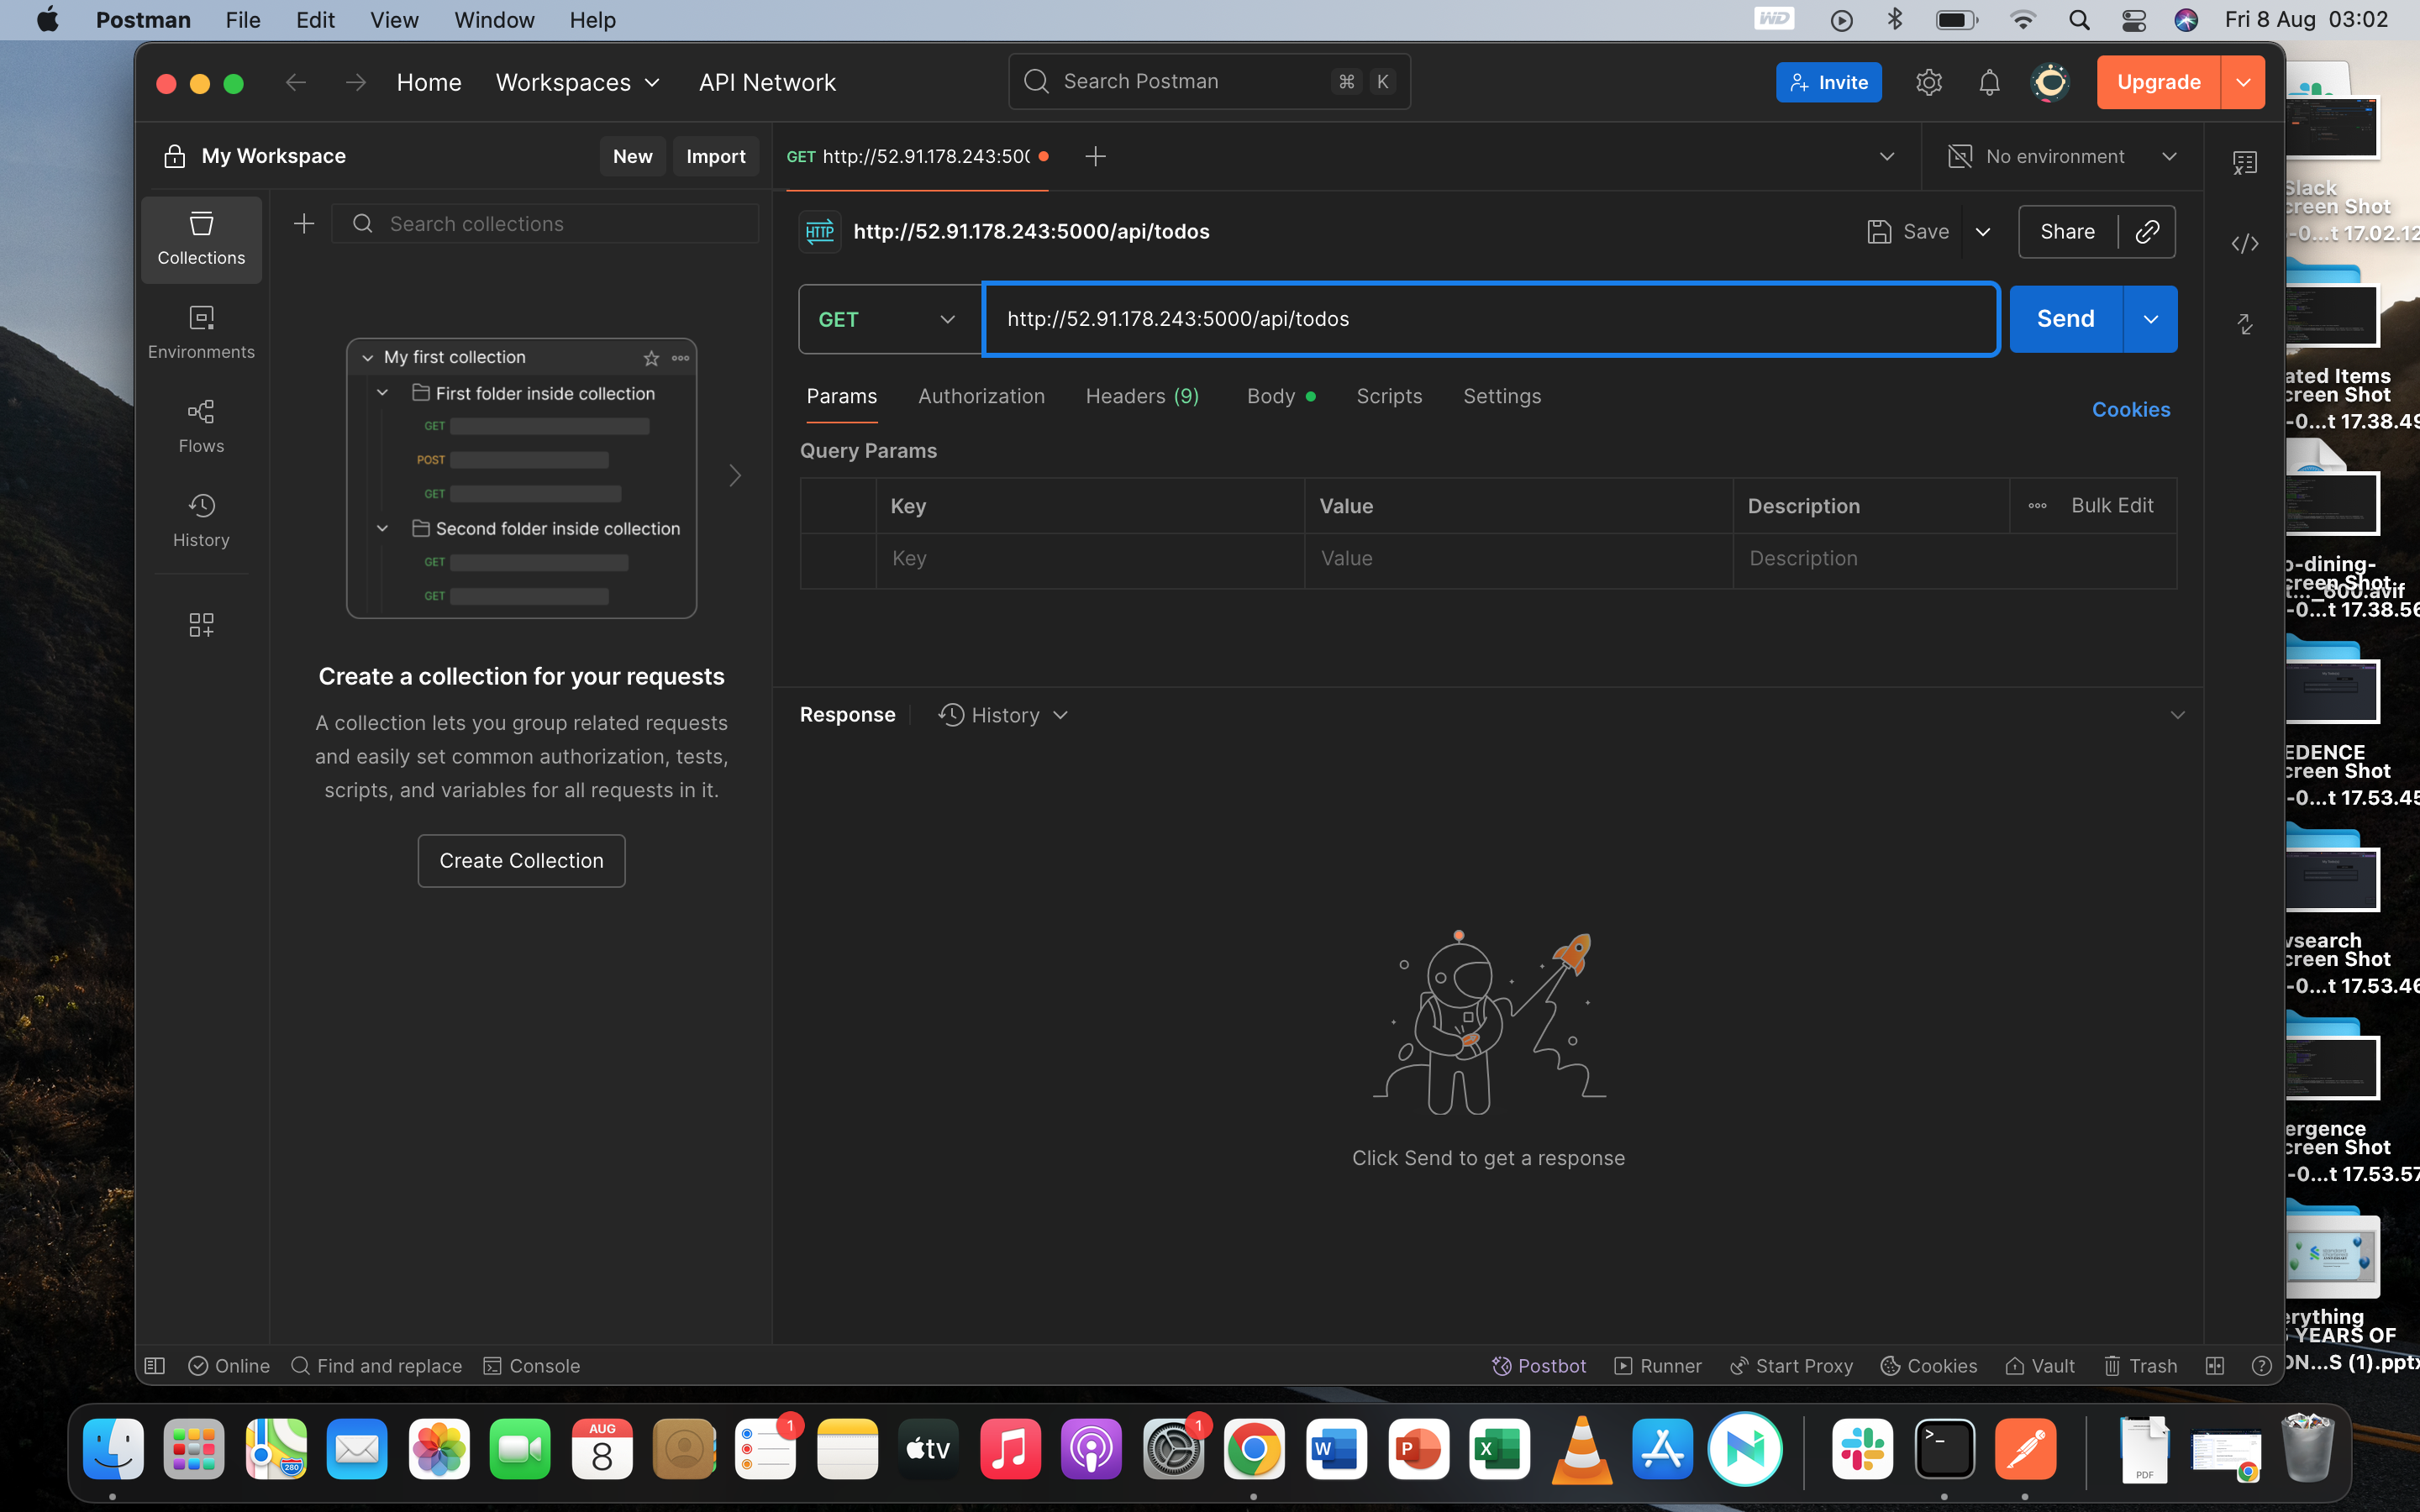 Postman File Edit View Window Help WD Fri 8 Aug 03:02
Home Workspaces API Network Search Postman ⌘ K Invite Upgrade
My Workspace New Import GET http://52.91.178.243:50 No environment
Collections Search collections http://52.91.178.243:5000/api/todos Save Share
HTTP
GET http://52.91.178.243:5000/api/todos Send
Environments
Flows
History
My first collection
First folder inside collection
GET
POST
GET
Second folder inside collection
GET
GET
Params Authorization Headers (9) Body Scripts Settings Cookies
Query Params
Key Value Description Bulk Edit
Key Value Description
Create a collection for your requests
A collection lets you group related requests
and easily set common authorization, tests,
scripts, and variables for all requests in it.
Create Collection
Response History
Click Send to get a response
Online Find and replace Console Postbot Runner Start Proxy Cookies Vault Trash
Slack
creen Shot
-0...t 17.02.12
ated Items
creen Shot
-0...t 17.38.49
o-dining-
creen Shot
t..._600.avif
-0...t 17.38.56
EDENCE
creen Shot
-0...t 17.53.45
vsearch
creen Shot
-0...t 17.53.46
ergence
creen Shot
-0...t 17.53.57
erything
YEARS OF
ON...S (1).pptx
280
AUG
8
1
tv
1
W
P
X
>_
PDF